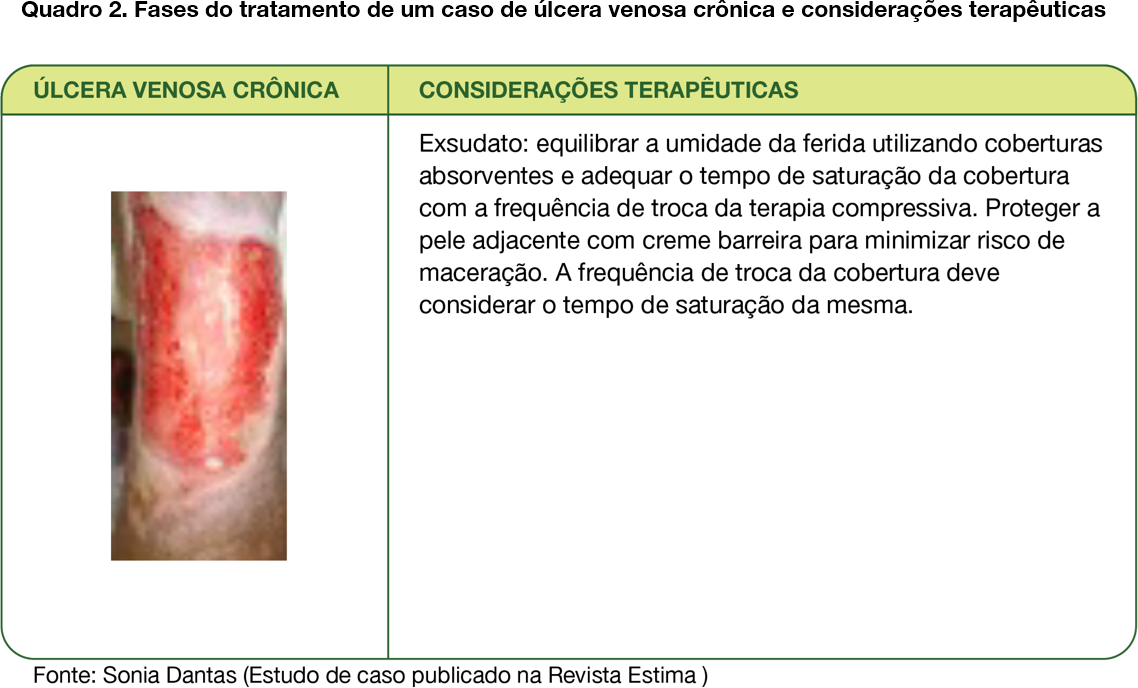 Quadro 2. Fases do tratamento de um caso de úlcera venosa crônica e considerações terapêuticas
ÚLCERA VENOSA CRÔNICA
CONSIDERAÇÕES TERAPÊUTICAS
Exsudato: equilibrar a umidade da ferida utilizando coberturas
absorventes e adequar o tempo de saturação da cobertura
com a frequência de troca da terapia compressiva. Proteger a
pele adjacente com creme barreira para minimizar risco de
maceração. A frequência de troca da cobertura deve
considerar o tempo de saturação da mesma.
Fonte: Sonia Dantas (Estudo de caso publicado na Revista Estima )